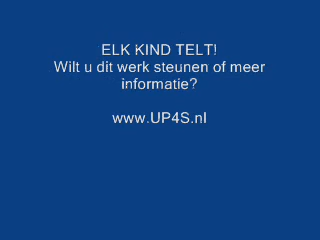 ELK KIND TELT!
Wilt u dit werk steunen of meer
informatie?
www.UP4S.nl